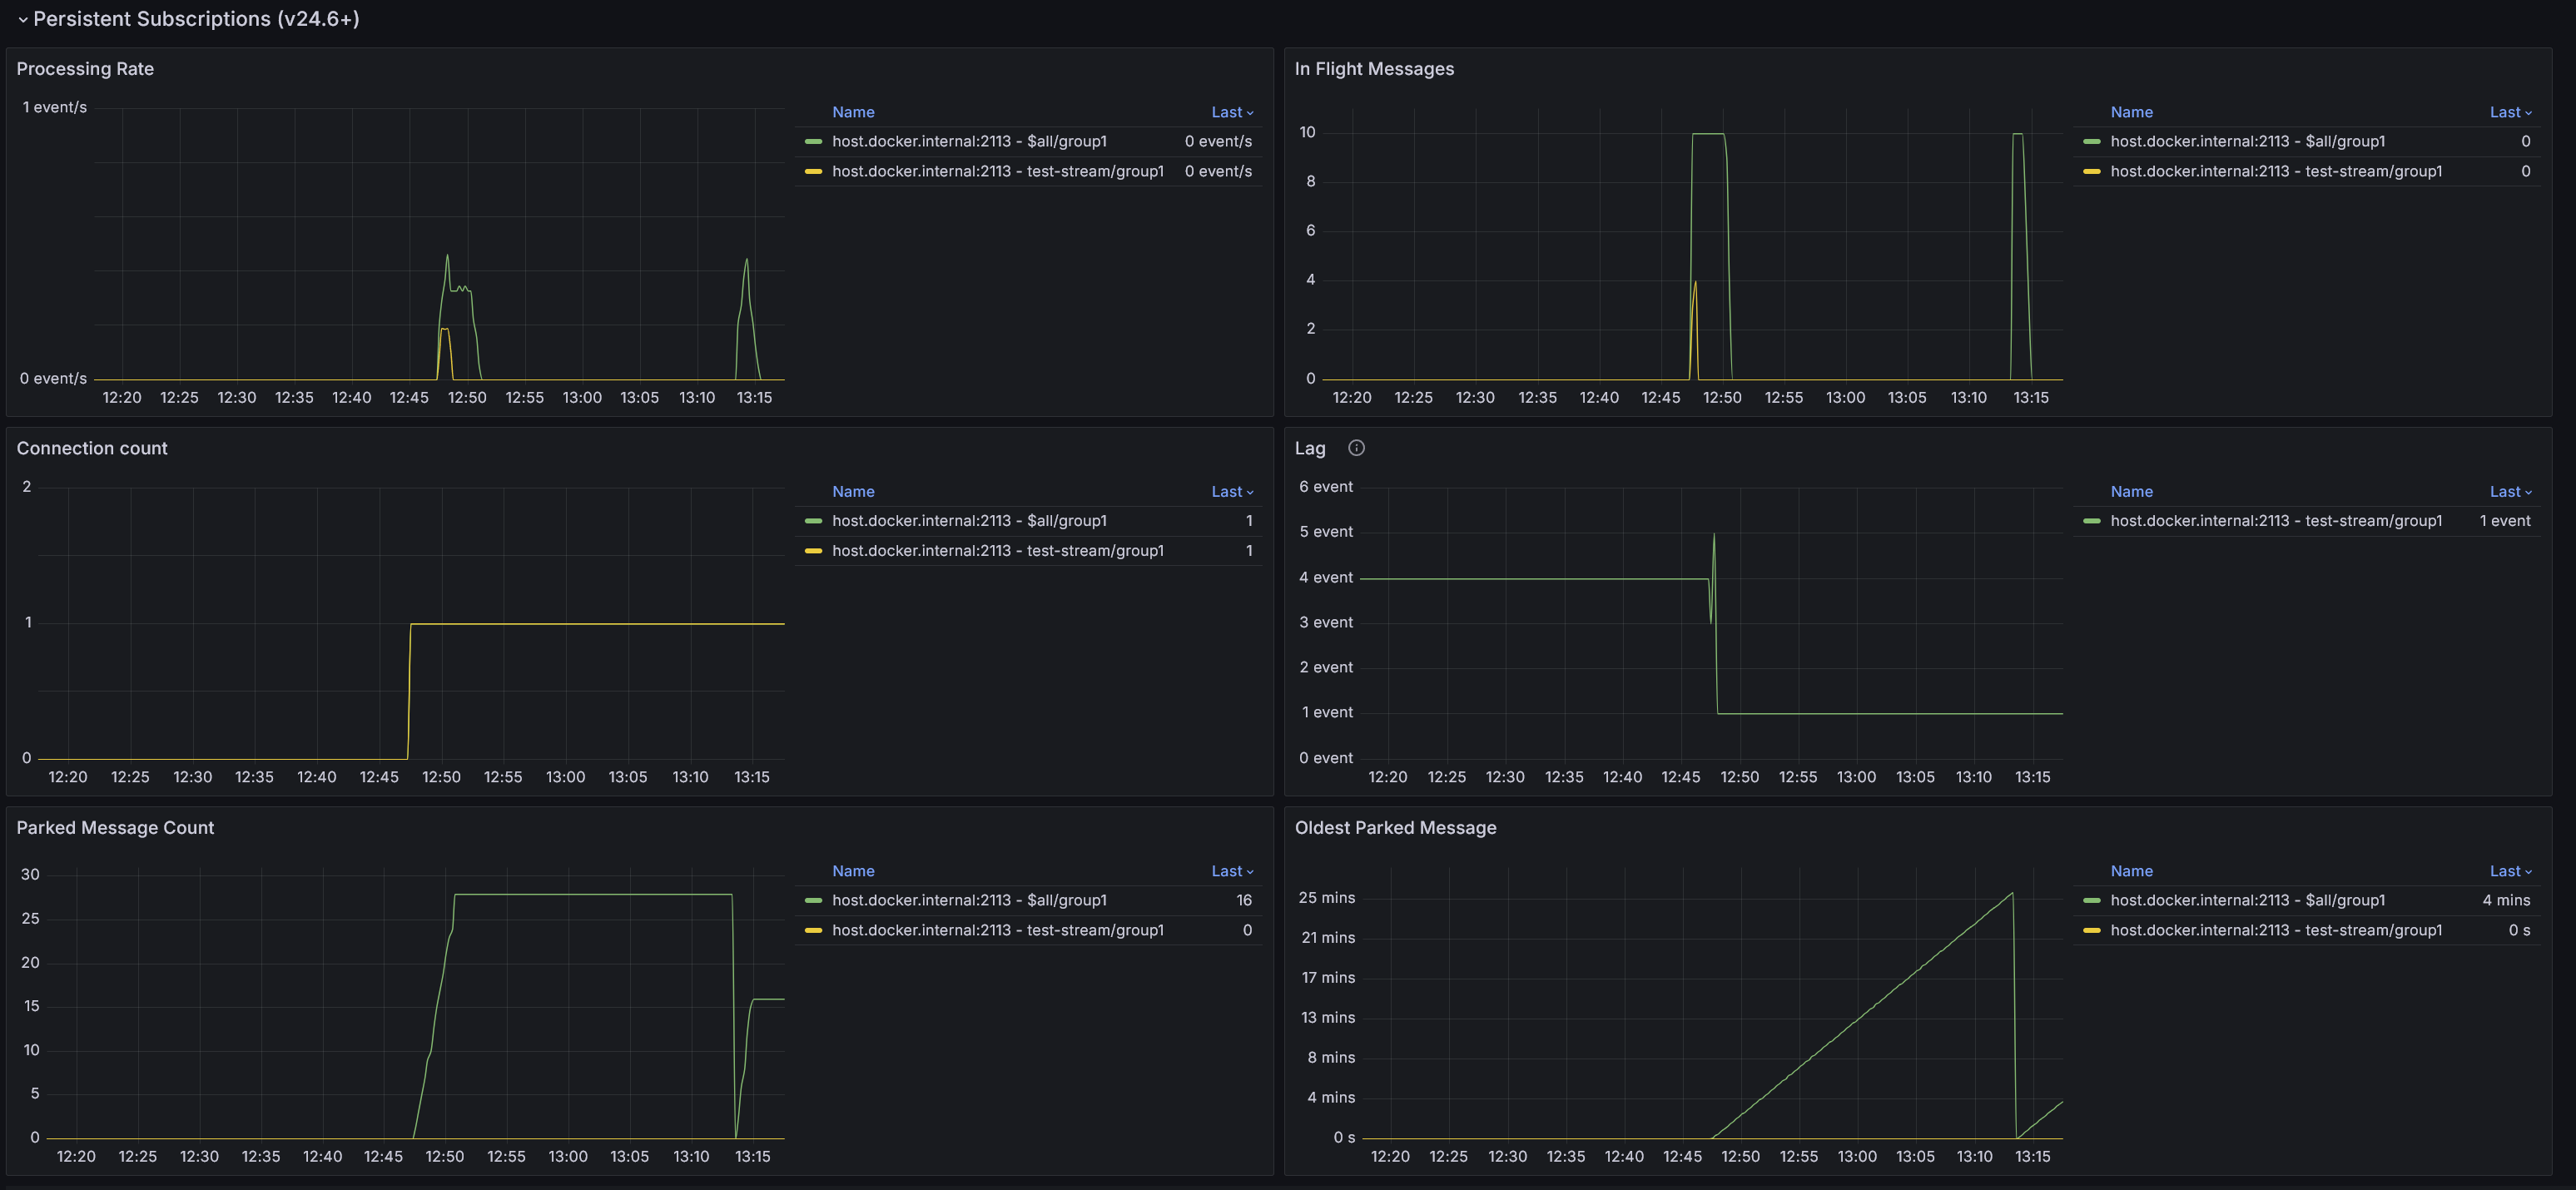 Persistent Subscriptions (v24.6+)
Processing Rate
1 event/s
0 event/s
12:20 12:25 12:30 12:35 12:40 12:45 12:50 12:55 13:00 13:05 13:10 13:15
Name Last
host.docker.internal:2113 - $all/group1 0 event/s
host.docker.internal:2113 - test-stream/group1 0 event/s
In Flight Messages
10
8
6
4
2
0
12:20 12:25 12:30 12:35 12:40 12:45 12:50 12:55 13:00 13:05 13:10 13:15
Name Last
host.docker.internal:2113 - $all/group1 0
host.docker.internal:2113 - test-stream/group1 0
Connection count
2
1
0
12:20 12:25 12:30 12:35 12:40 12:45 12:50 12:55 13:00 13:05 13:10 13:15
Name Last
host.docker.internal:2113 - $all/group1 1
host.docker.internal:2113 - test-stream/group1 1
Lag
6 event
5 event
4 event
3 event
2 event
1 event
0 event
12:20 12:25 12:30 12:35 12:40 12:45 12:50 12:55 13:00 13:05 13:10 13:15
Name Last
host.docker.internal:2113 - test-stream/group1 1 event
Parked Message Count
30
25
20
15
10
5
0
12:20 12:25 12:30 12:35 12:40 12:45 12:50 12:55 13:00 13:05 13:10 13:15
Name Last
host.docker.internal:2113 - $all/group1 16
host.docker.internal:2113 - test-stream/group1 0
Oldest Parked Message
25 mins
21 mins
17 mins
13 mins
8 mins
4 mins
0 s
12:20 12:25 12:30 12:35 12:40 12:45 12:50 12:55 13:00 13:05 13:10 13:15
Name Last
host.docker.internal:2113 - $all/group1 4 mins
host.docker.internal:2113 - test-stream/group1 0 s